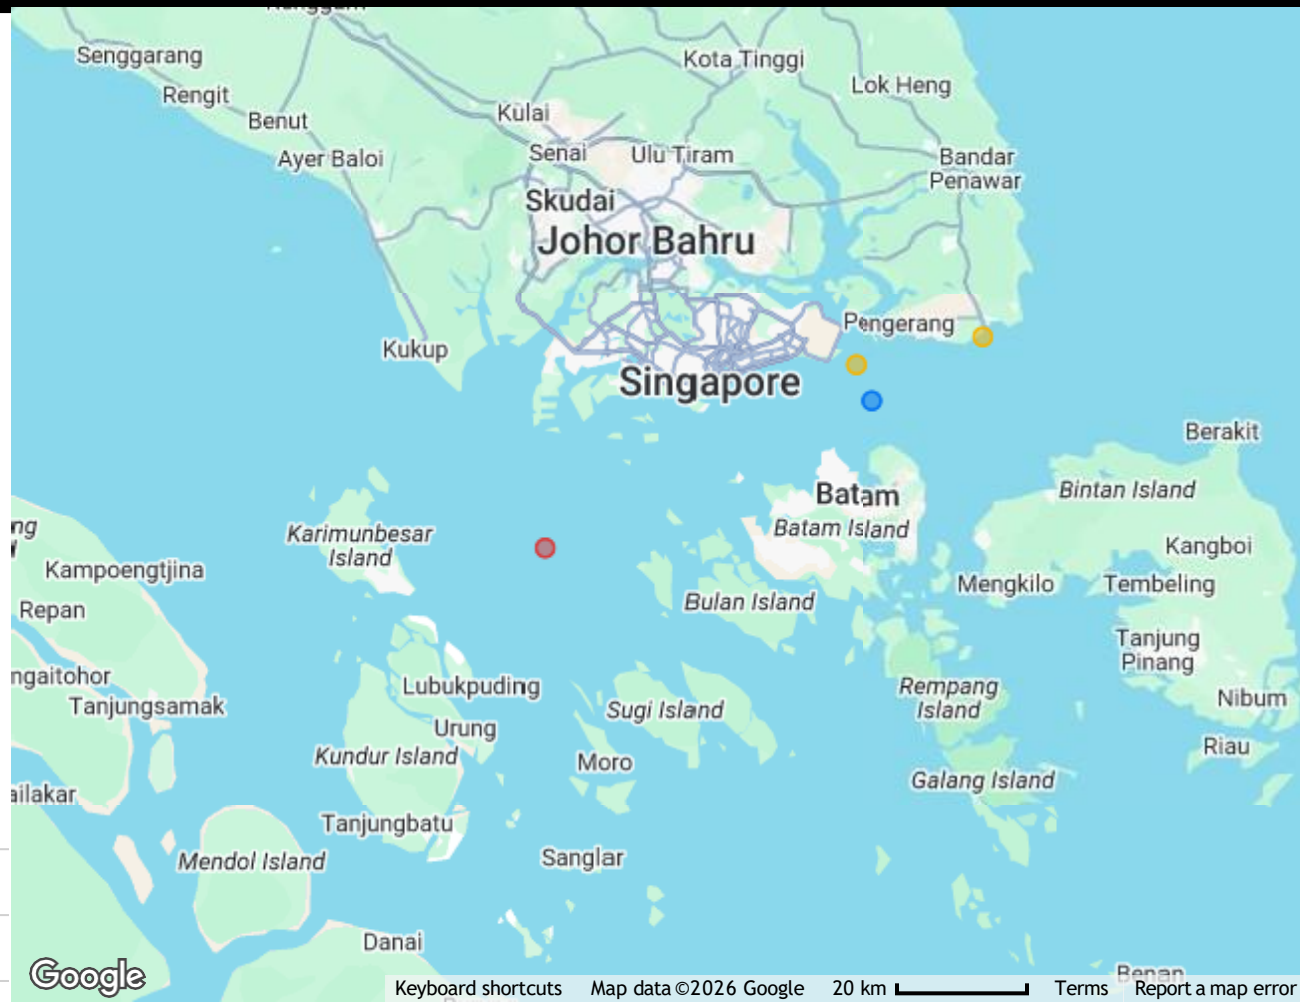 Senggarang
Kota Tinggi
Lok Heng
Rengit
Kulai
Benut
Senai
Ulu Tiram
Ayer Baloi
Bandar
Penawar
Skudai
Johor Bahru
Pengerang
Kukup
Singapore
Berakit
Batam
Bintan Island
Karimunbesar
Island
Batam Island
Kangboi
Kampoengtjina
Mengkilo
Tembeling
Repan
Bulan Island
Tanjung
Pinang
ngaitohor
Lubukpuding
Rempang
Island
Nibum
Tanjungsamak
Sugi Island
Urung
Riau
Kundur Island
Moro
Galang Island
ailakar
Tanjungbatu
Mendol Island
Sanglar
Danai
Benan
Google
Keyboard shortcuts Map data ©2026 Google 20 km Terms Report a map error